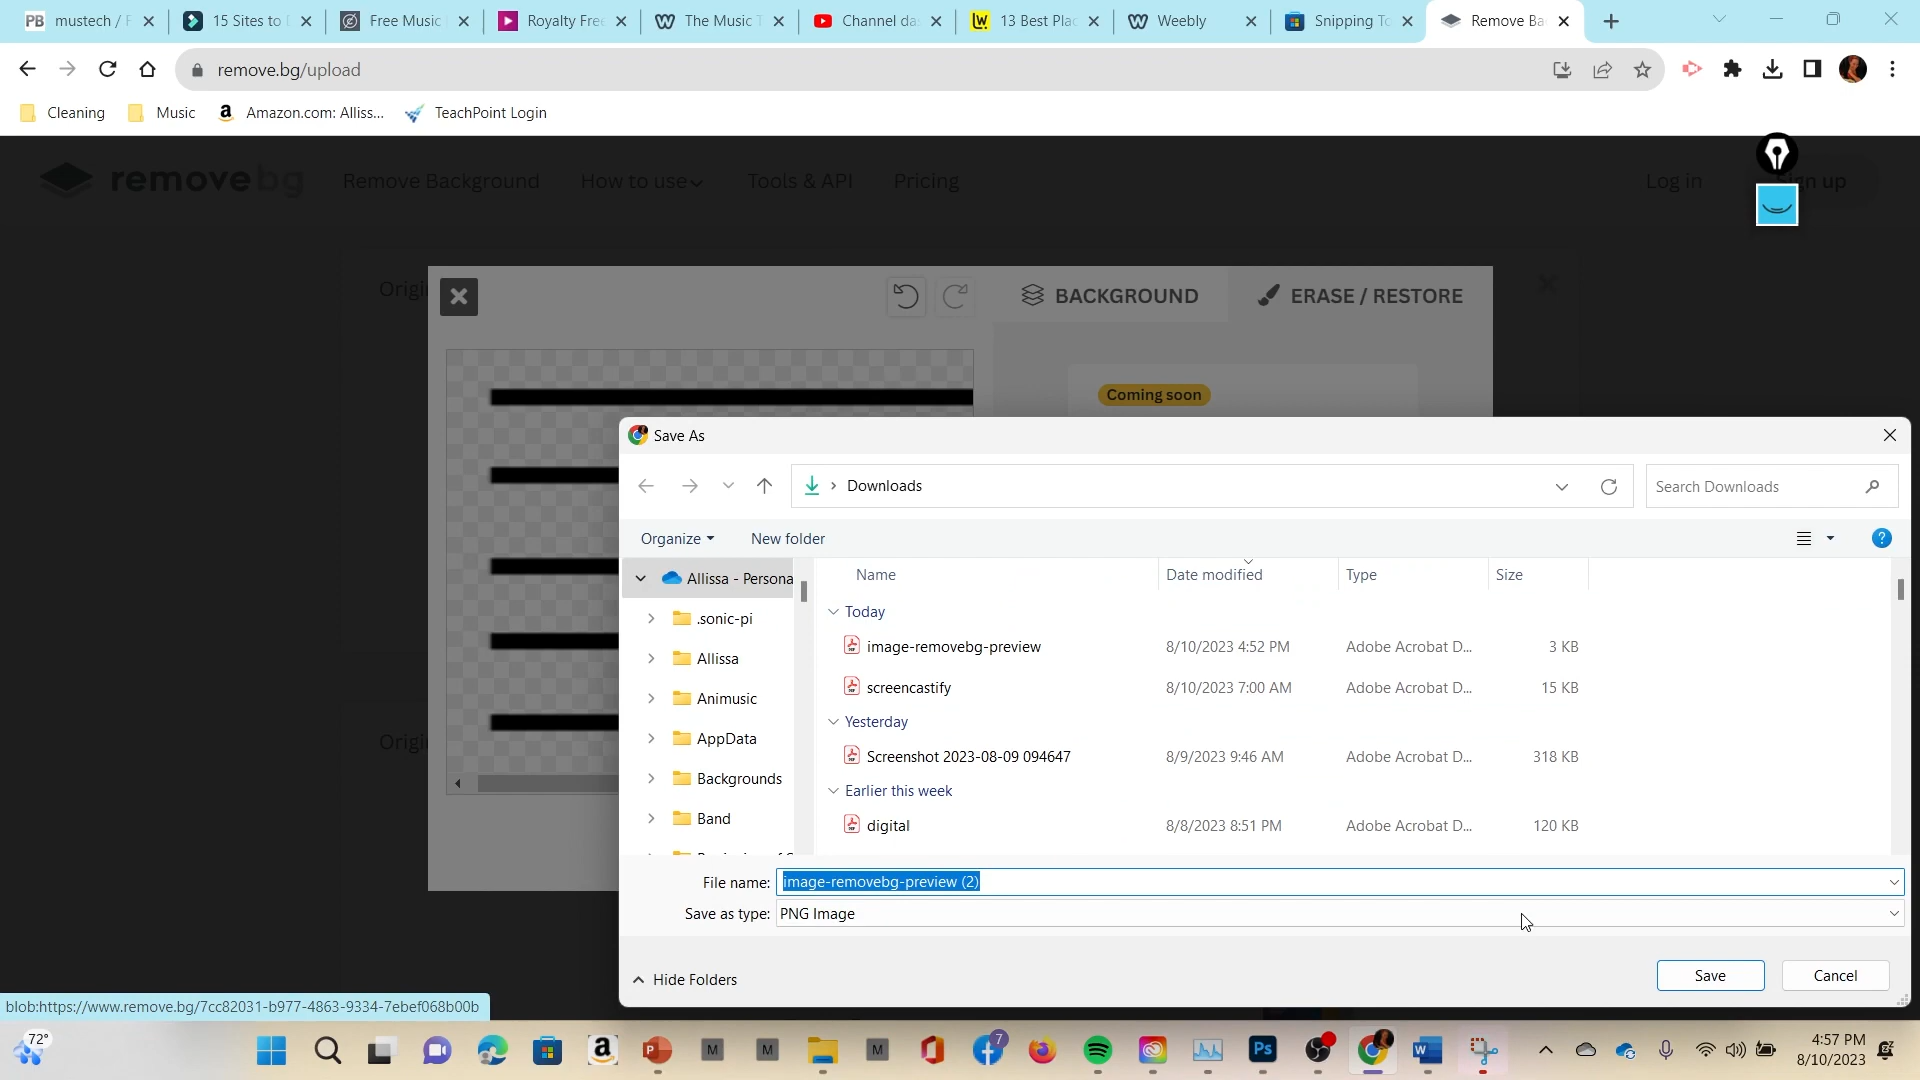 mustech / F
15 Sites to D
Free Music
Royalty Free
The Music T
Channel das
13 Best Plac
Weebly
Snipping To
Remove Ba
remove.bg/upload
Cleaning
Music
Amazon.com: Alliss...
TeachPoint Login
removebg
Remove Background
How to use
Tools & API
Pricing
Log in
Sign up
Origi
BACKGROUND
ERASE / RESTORE
Coming soon
Save As
Downloads
Search Downloads
Organize
New folder
Name
Date modified
Type
Size
Allissa - Persona
.sonic-pi
Allissa
Animusic
AppData
Backgrounds
Band
Today
image-removebg-preview 8/10/2023 4:52 PM Adobe Acrobat D... 3 KB
screencastify 8/10/2023 7:00 AM Adobe Acrobat D... 15 KB
Yesterday
Screenshot 2023-08-09 094647 8/9/2023 9:46 AM Adobe Acrobat D... 318 KB
Earlier this week
digital 8/8/2023 8:51 PM Adobe Acrobat D... 120 KB
Origi
File name: image-removebg-preview (2)
Save as type: PNG Image
Hide Folders
Save
Cancel
blob:https://www.remove.bg/7cc82031-b977-4863-9334-7ebef068b00b
72°
7
4:57 PM
8/10/2023